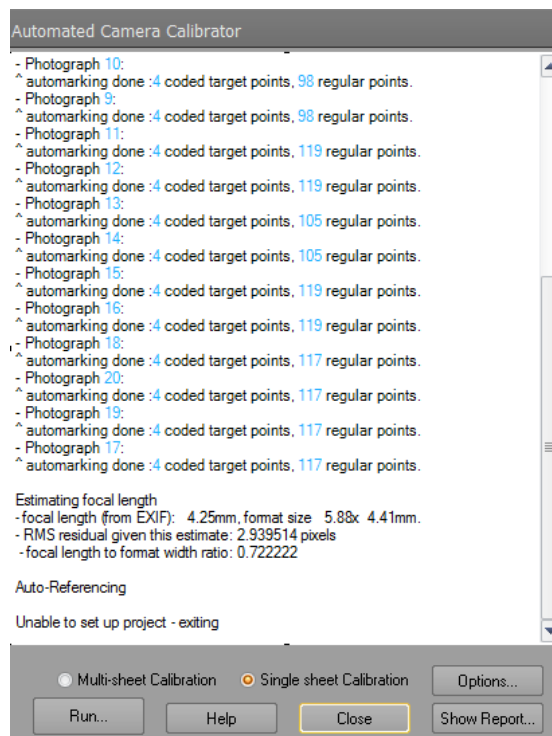 Automated Camera Calibrator
- Photograph 10:
^ automarking done :4 coded target points, 98 regular points.
- Photograph 9:
^ automarking done :4 coded target points, 98 regular points.
- Photograph 11:
^ automarking done :4 coded target points, 119 regular points.
- Photograph 12:
^ automarking done :4 coded target points, 119 regular points.
- Photograph 13:
^ automarking done :4 coded target points, 105 regular points.
- Photograph 14:
^ automarking done :4 coded target points, 105 regular points.
- Photograph 15:
^ automarking done :4 coded target points, 119 regular points.
- Photograph 16:
^ automarking done :4 coded target points, 119 regular points.
- Photograph 18:
^ automarking done :4 coded target points, 117 regular points.
- Photograph 20:
^ automarking done :4 coded target points, 117 regular points.
- Photograph 19:
^ automarking done :4 coded target points, 117 regular points.
- Photograph 17:
^ automarking done :4 coded target points, 117 regular points.
Estimating focal length
- focal length (from EXIF): 4.25mm, format size 5.88x 4.41mm.
- RMS residual given this estimate: 2.939514 pixels
- focal length to format width ratio: 0.722222
Auto-Referencing
Unable to set up project - exiting
Multi-sheet Calibration Single sheet Calibration Options...
Run... Help Close Show Report...